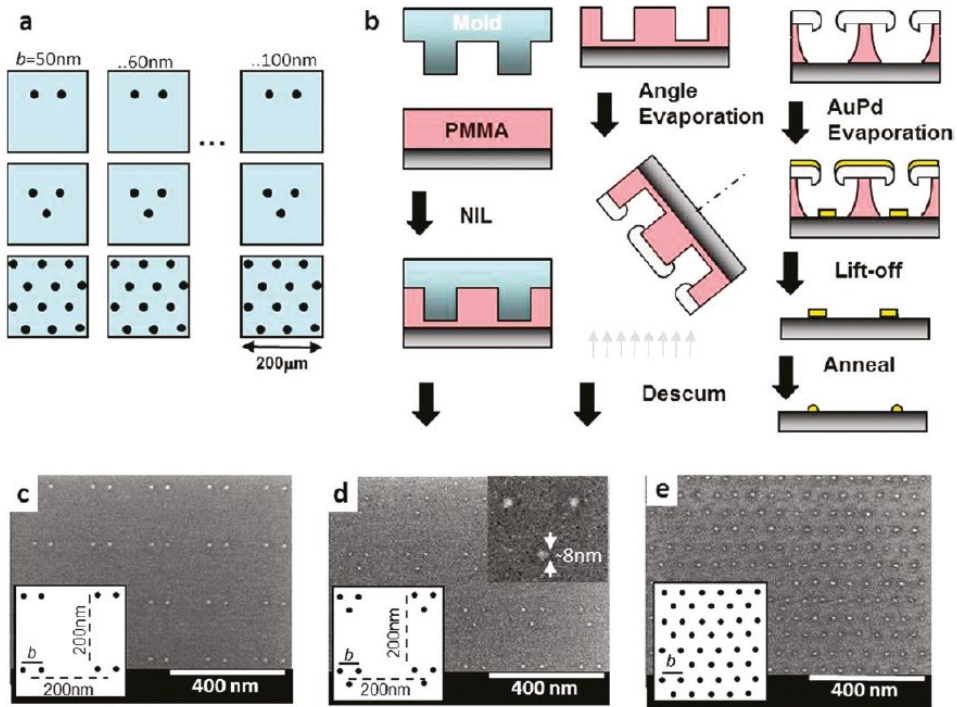 a
b=50nm
..60nm
..100nm
...
200μm
b
Mold
PMMA
NIL
Angle
Evaporation
Descum
AuPd
Evaporation
Lift-off
Anneal
c
b
200nm
200nm
400 nm
d
~8nm
b
200nm
200nm
400 nm
e
b
400 nm